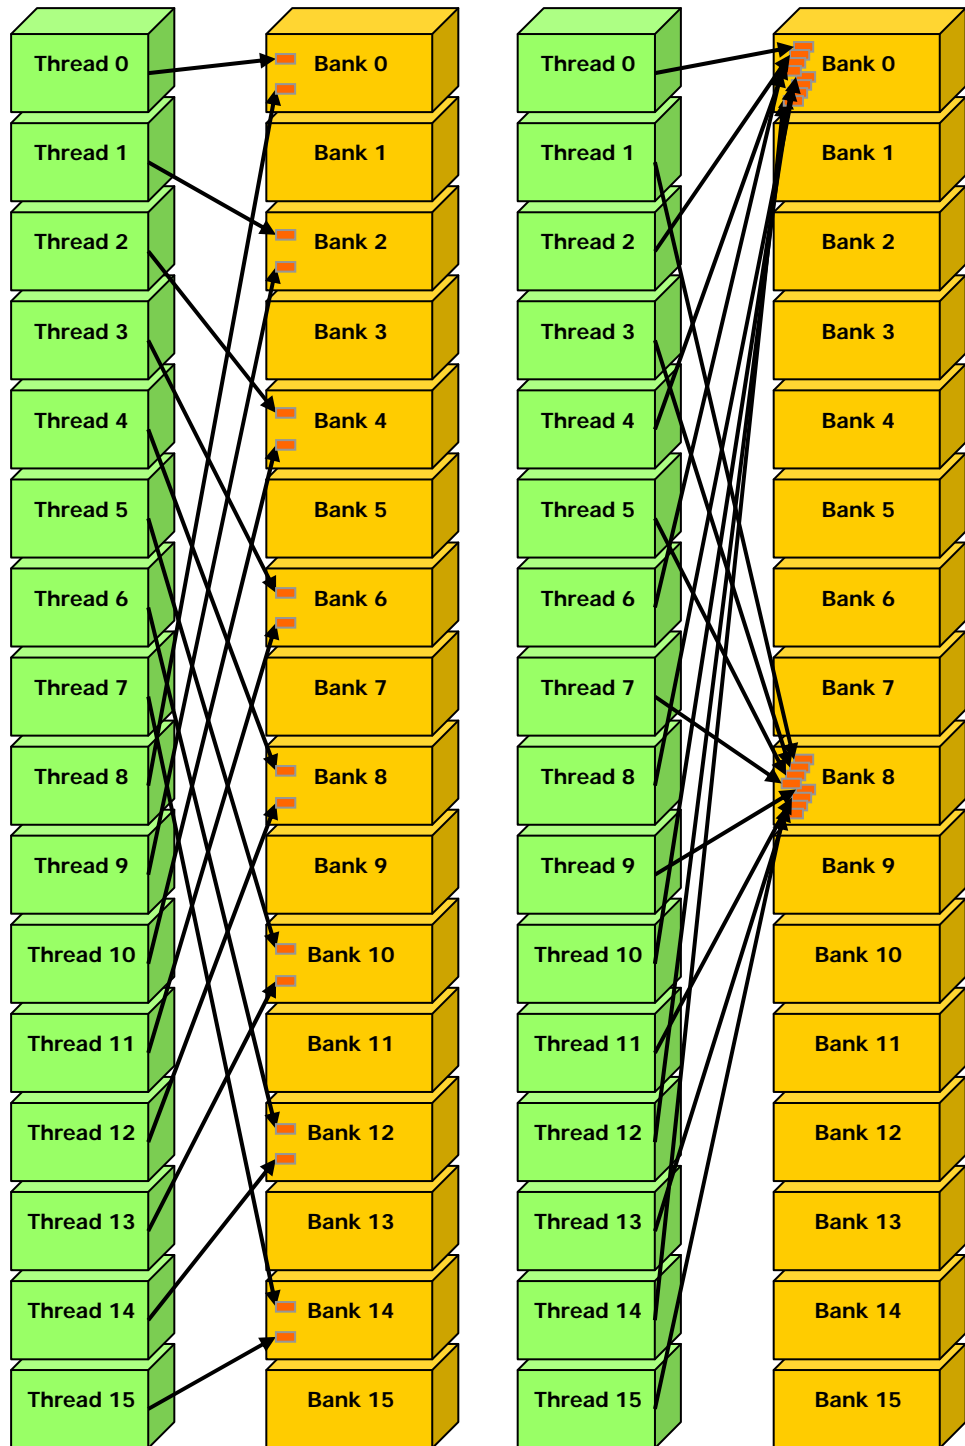 Thread 0 Bank 0 Thread 0 Bank 0
Thread 1 Bank 1 Thread 1 Bank 1
Thread 2 Bank 2 Thread 2 Bank 2
Thread 3 Bank 3 Thread 3 Bank 3
Thread 4 Bank 4 Thread 4 Bank 4
Thread 5 Bank 5 Thread 5 Bank 5
Thread 6 Bank 6 Thread 6 Bank 6
Thread 7 Bank 7 Thread 7 Bank 7
Thread 8 Bank 8 Thread 8 Bank 8
Thread 9 Bank 9 Thread 9 Bank 9
Thread 10 Bank 10 Thread 10 Bank 10
Thread 11 Bank 11 Thread 11 Bank 11
Thread 12 Bank 12 Thread 12 Bank 12
Thread 13 Bank 13 Thread 13 Bank 13
Thread 14 Bank 14 Thread 14 Bank 14
Thread 15 Bank 15 Thread 15 Bank 15